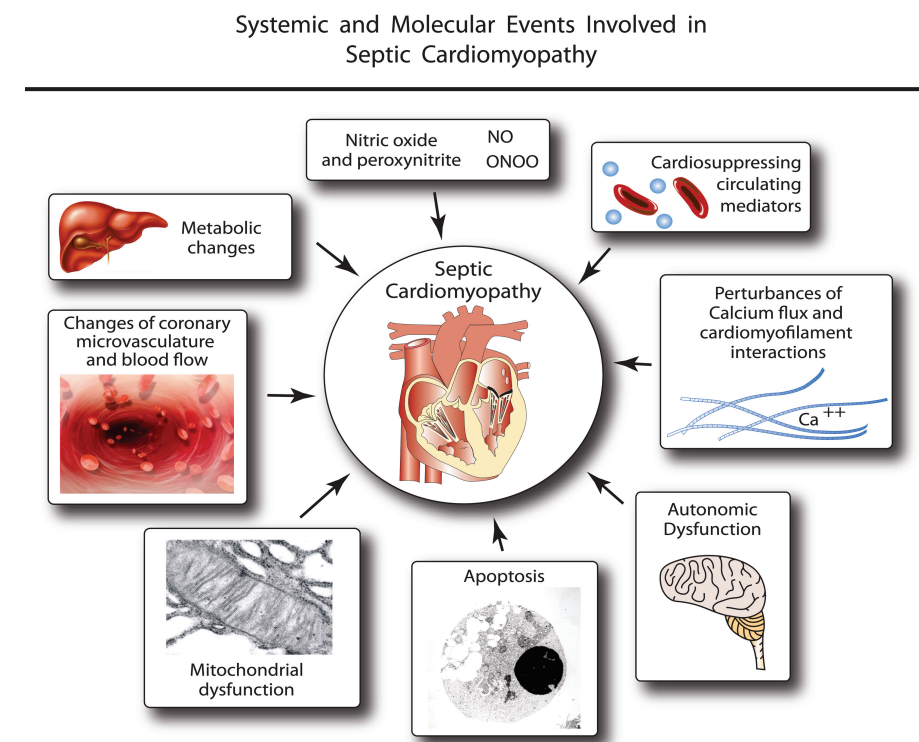 Systemic and Molecular Events Involved in
Septic Cardiomyopathy
Nitric oxide
and peroxynitrite
NO
ONOO
Cardiosuppressing
circulating
mediators
Metabolic
changes
Septic
Cardiomyopathy
Perturbances of
Calcium flux and
cardiomyofilament
interactions
Ca ++
Changes of coronary
microvasculature
and blood flow
Autonomic
Dysfunction
Apoptosis
Mitochondrial
dysfunction